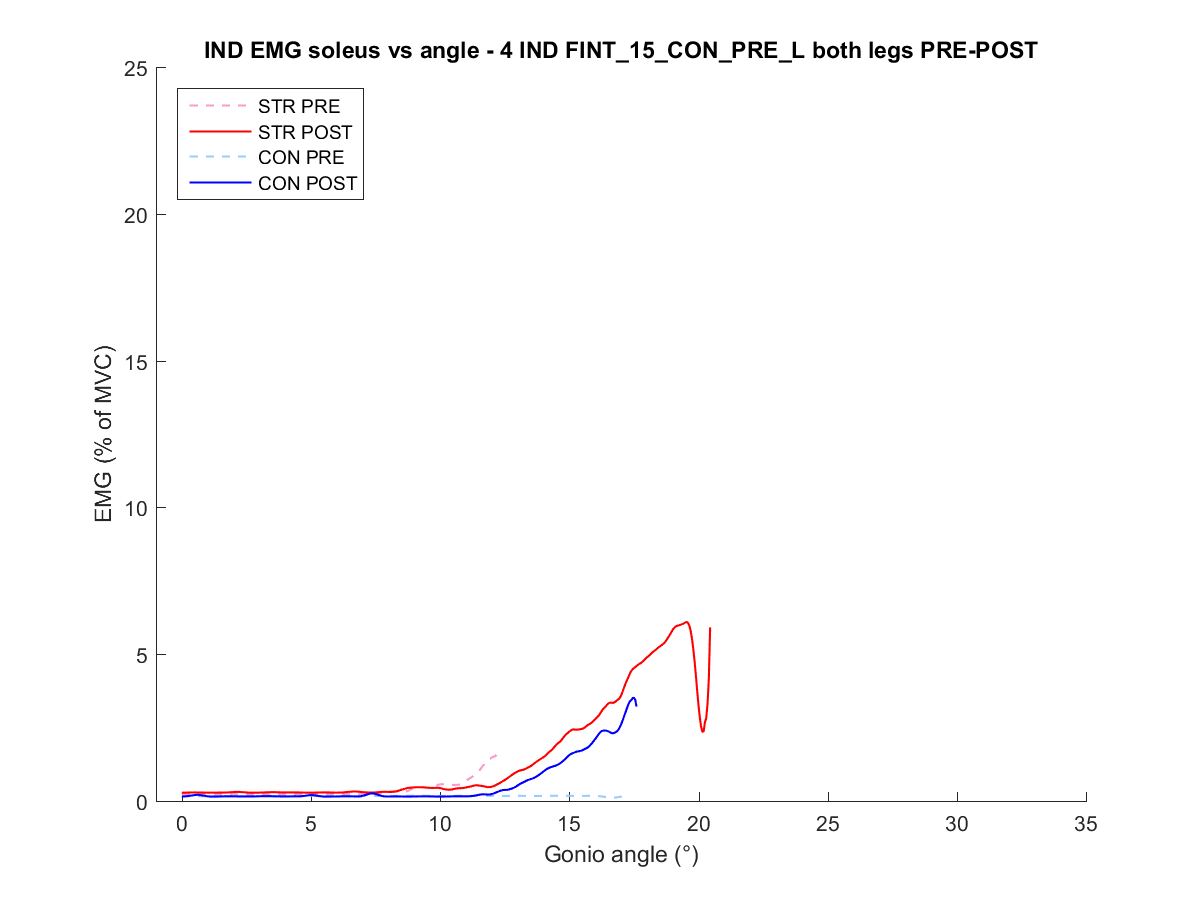 IND EMG soleus vs angle - 4 IND FINT_15_CON_PRE_L both legs PRE-POST
25
STR PRE
STR POST
CON PRE
CON POST
20
15
10
5
0
EMG (% of MVC)
0 5 10 15 20 25 30 35
Gonio angle (°)